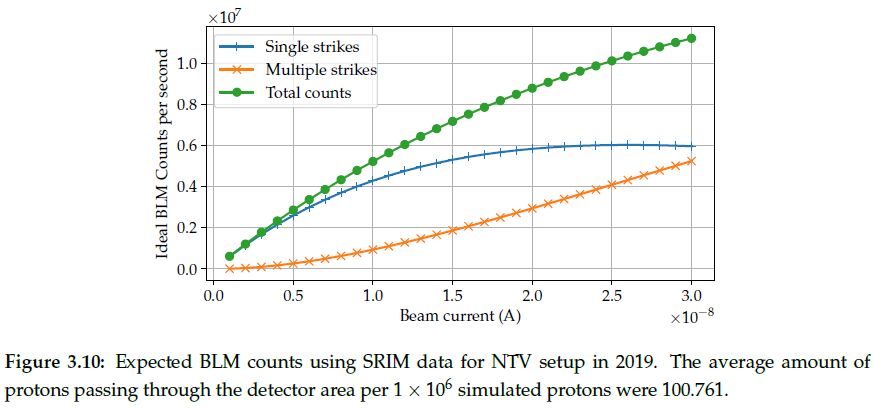 ×10⁷
Single strikes
Multiple strikes
Total counts
Ideal BLM Counts per second
1.0
0.8
0.6
0.4
0.2
0.0
0.0 0.5 1.0 1.5 2.0 2.5 3.0
Beam current (A)
×10⁻⁸
Figure 3.10: Expected BLM counts using SRIM data for NTV setup in 2019. The average amount of
protons passing through the detector area per 1 × 10⁶ simulated protons were 100.761.